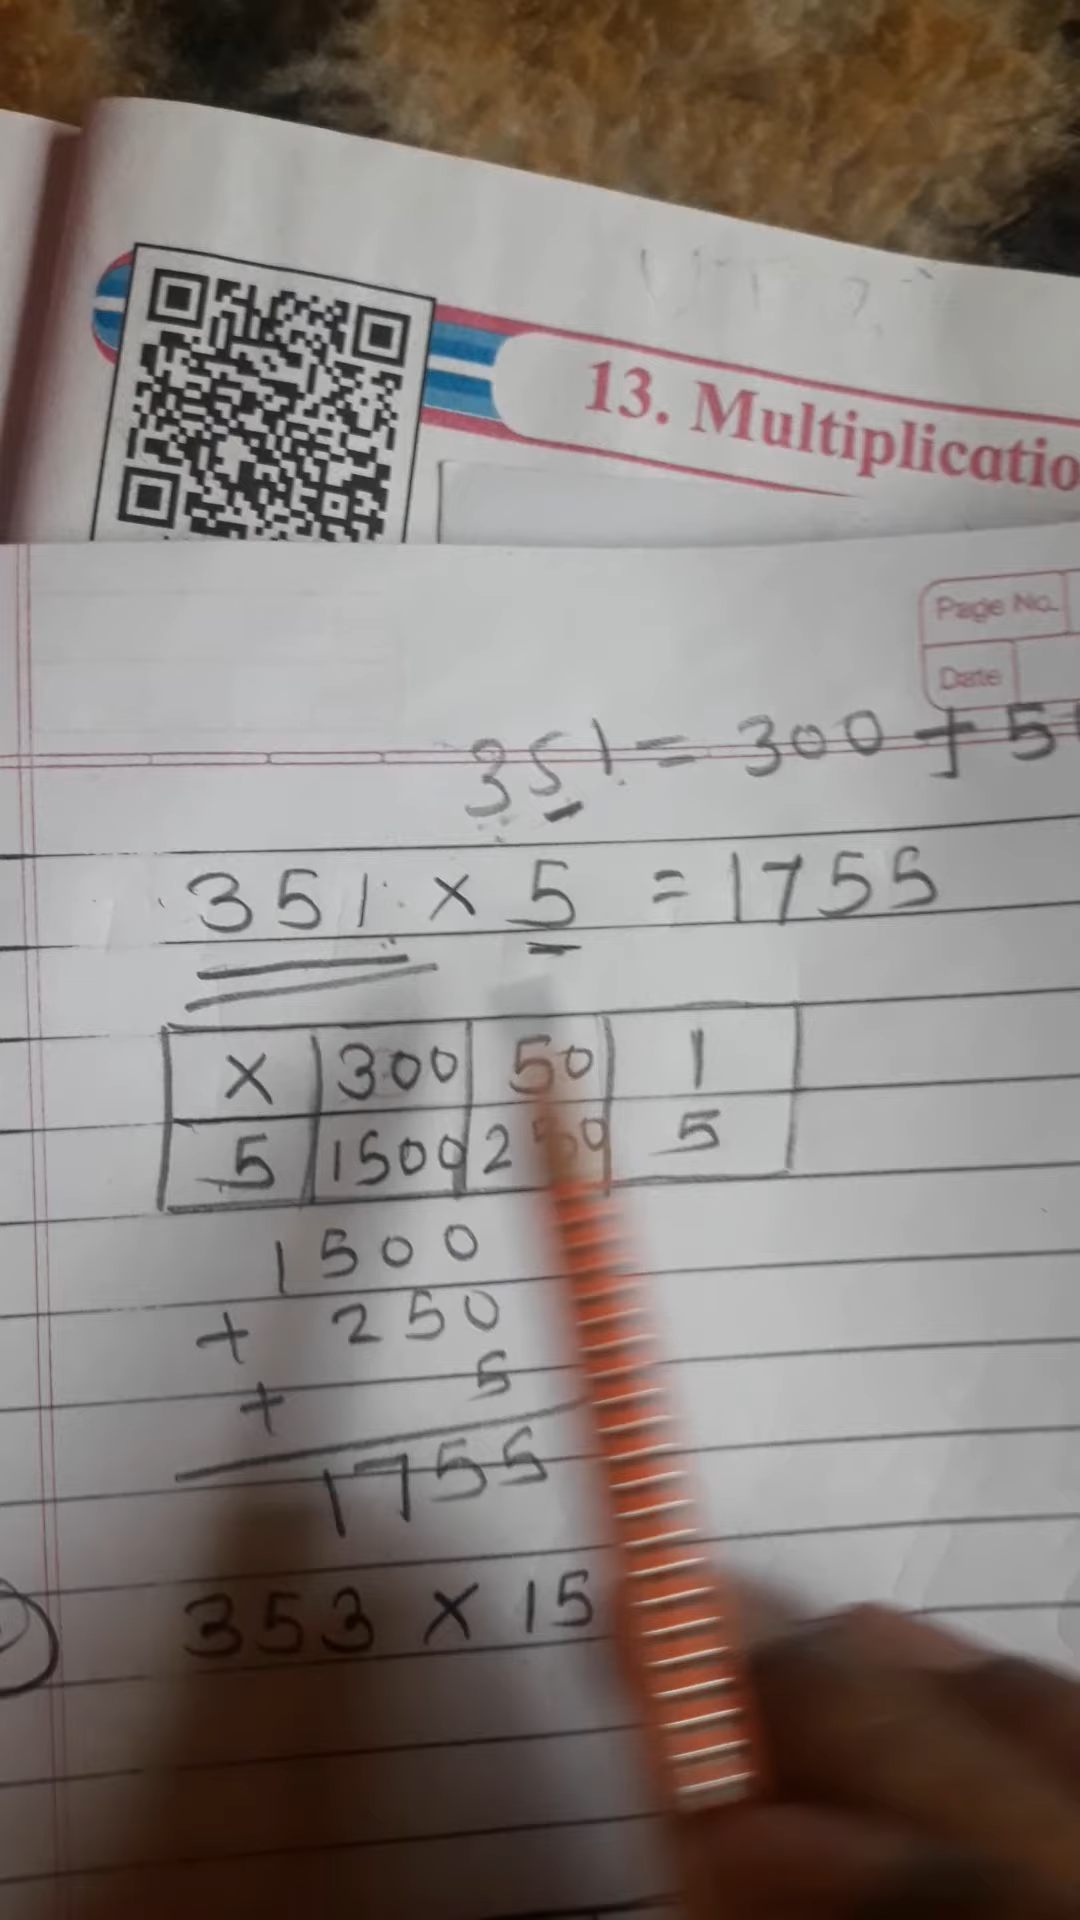 13. Multiplicatio
Page No.
Date
351 = 300 + 5
351 × 5 = 1755
× 300 50 1
5 1500 250 5
1500
+ 250
+ 5
1755
353 × 15